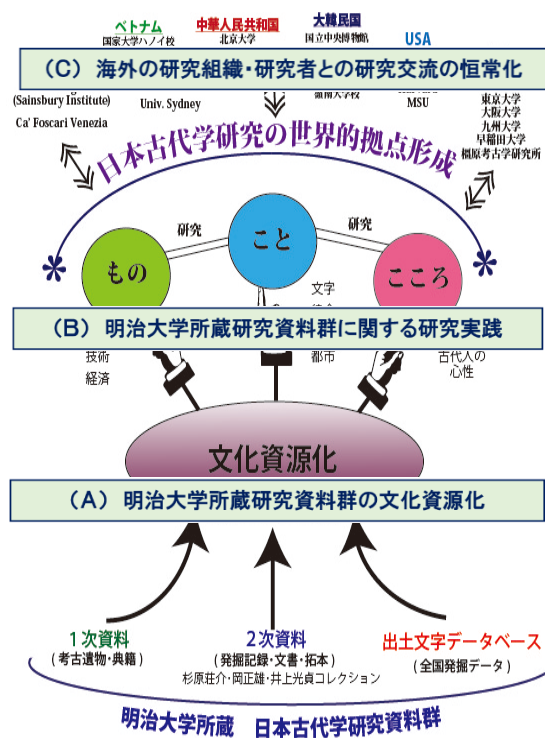 ベトナム
国家大学ハノイ校
中華人民共和国
北京大学
大韓民国
国立中央博物館
USA
（C） 海外の研究組織・研究者との研究交流の恒常化
(Sainsbury Institute)
Ca' Foscari Venezia
Univ. Sydney
嶺南大学校
MSU
東京大学
大阪大学
九州大学
早稲田大学
橿原考古学研究所
日本古代学研究の世界的拠点形成
研究
研究
もの
こと
こころ
文字
（B） 明治大学所蔵研究資料群に関する研究実践
技術
経済
都市
古代人の
心性
文化資源化
（A） 明治大学所蔵研究資料群の文化資源化
1次資料
(考古遺物・典籍)
2次資料
(発掘記録・文書・拓本)
杉原荘介・岡正雄・井上光貞コレクション
出土文字データベース
(全国発掘データ)
明治大学所蔵 日本古代学研究資料群